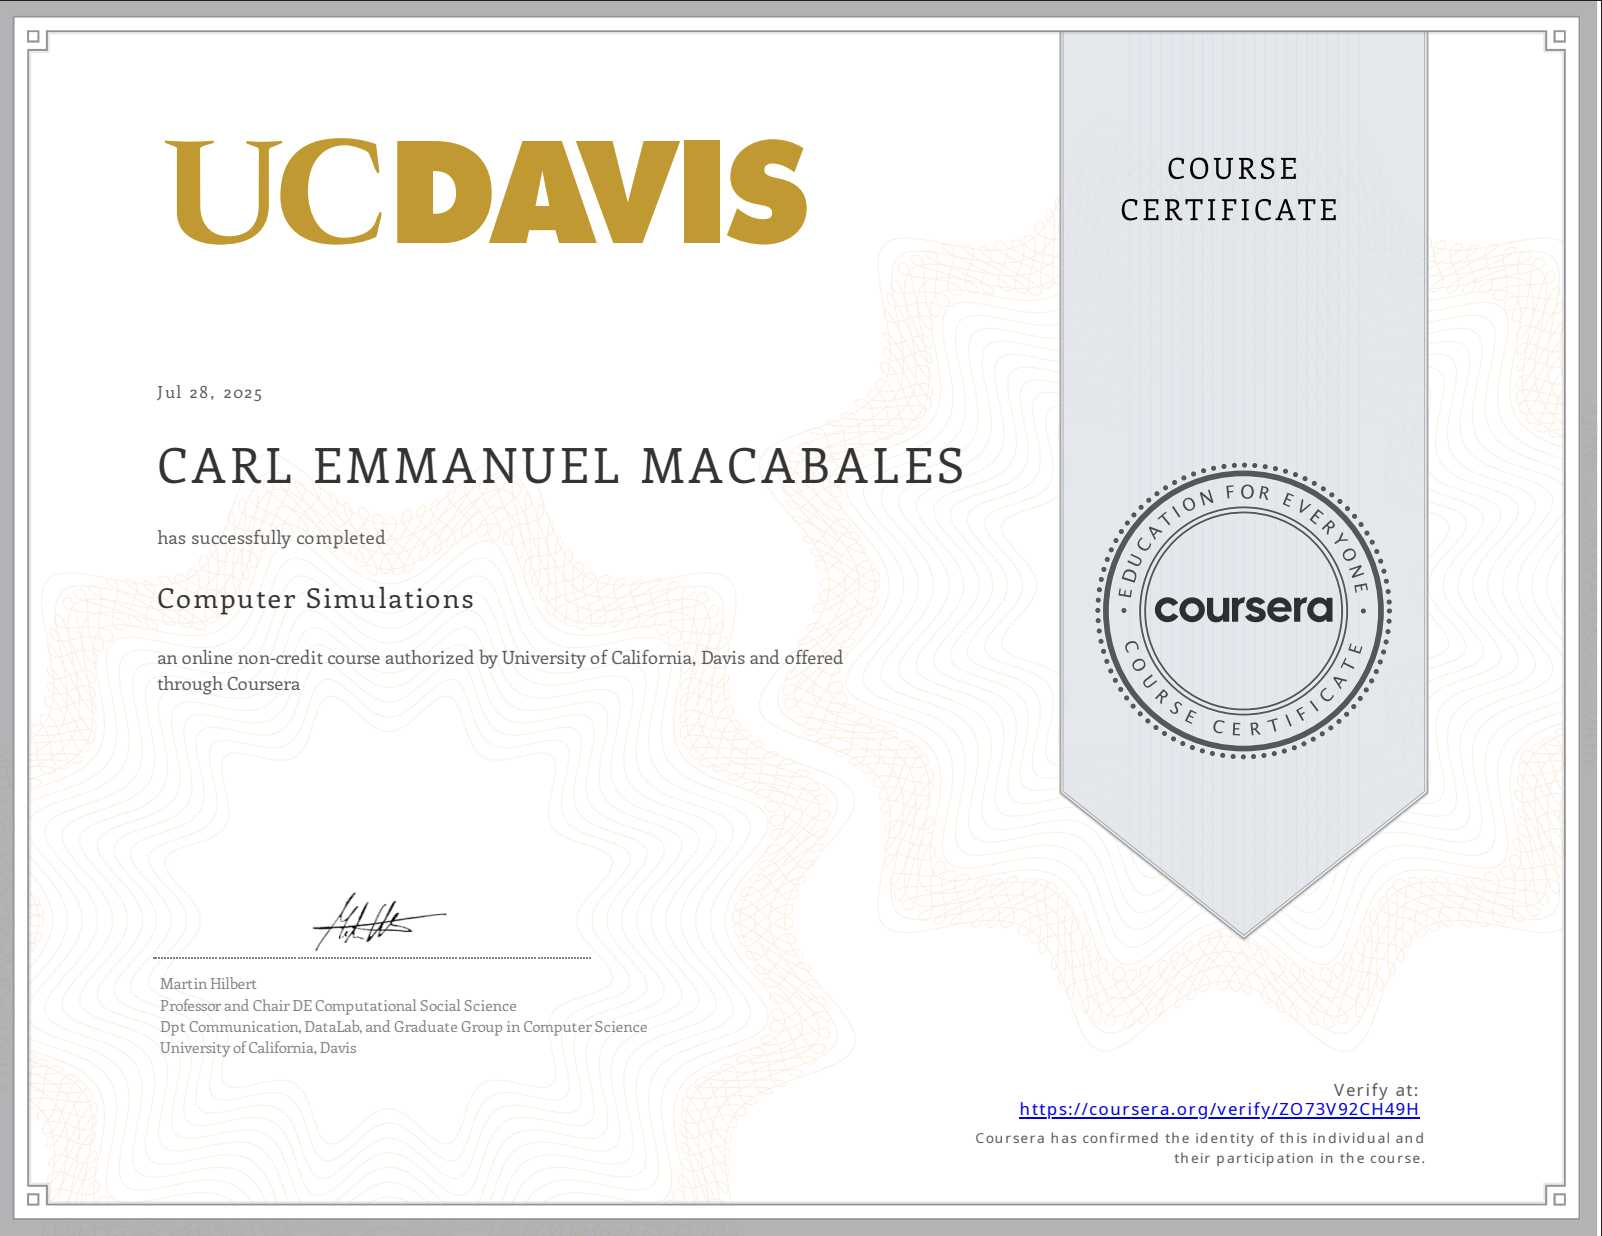 UCDAVIS
COURSE
CERTIFICATE
Jul 28, 2025
CARL EMMANUEL MACABALES
has successfully completed
Computer Simulations
an online non-credit course authorized by University of California, Davis and offered
through Coursera
EDUCATION FOR EVERYONE
coursera
COURSE CERTIFICATE
Martin Hilbert
Professor and Chair DE Computational Social Science
Dpt Communication, DataLab, and Graduate Group in Computer Science
University of California, Davis
Verify at:
https://coursera.org/verify/ZO73V92CH49H
Coursera has confirmed the identity of this individual and
their participation in the course.